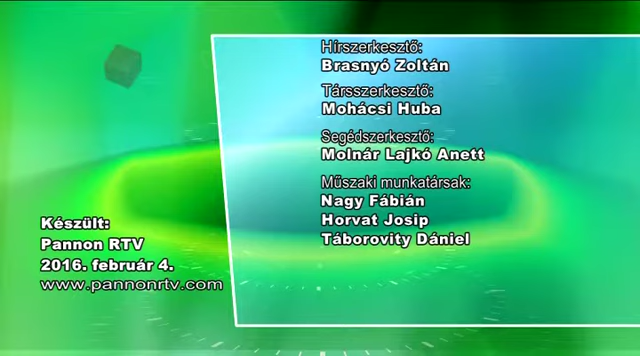 Hírszerkesztő:
Brasnyó Zoltán
Társszerkesztő:
Mohácsi Huba
Segédszerkesztő:
Molnár Lajkó Anett
Műszaki munkatársak:
Nagy Fábián
Horvat Josip
Táborovity Dániel
Készült:
Pannon RTV
2016. február 4.
www.pannonrtv.com